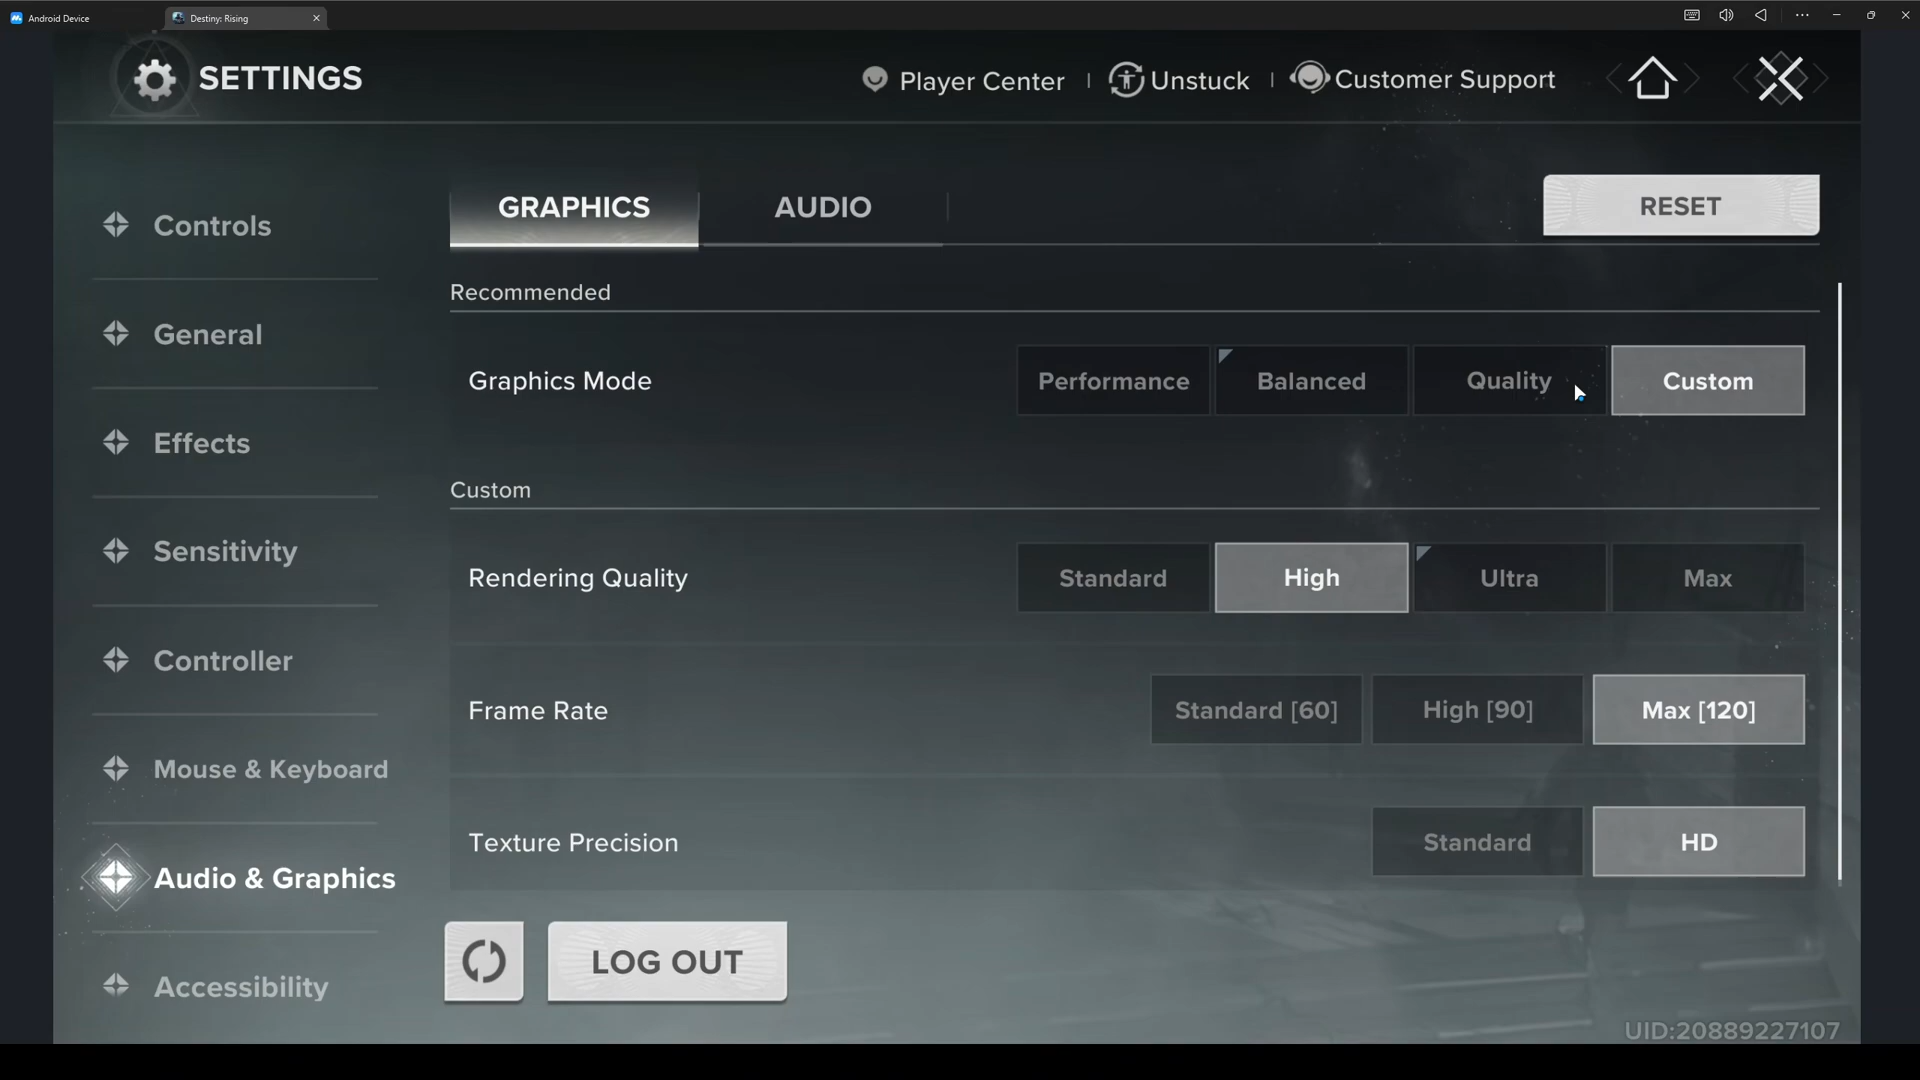 Android Device
Destiny: Rising
SETTINGS
Player Center
Unstuck
Customer Support
GRAPHICS
AUDIO
RESET
Controls
General
Effects
Sensitivity
Controller
Mouse & Keyboard
Audio & Graphics
Accessibility
Recommended
Graphics Mode
Performance
Balanced
Quality
Custom
Custom
Rendering Quality
Standard
High
Ultra
Max
Frame Rate
Standard [60]
High [90]
Max [120]
Texture Precision
Standard
HD
LOG OUT
UID:20889227107